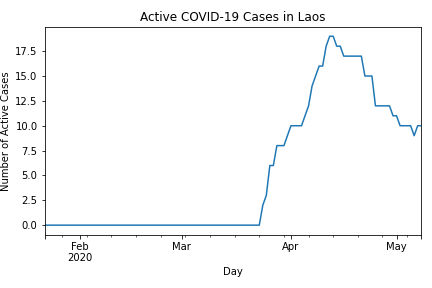 Active COVID-19 Cases in Laos
Number of Active Cases
17.5
15.0
12.5
10.0
7.5
5.0
2.5
0.0
Feb
2020
Mar
Apr
May
Day